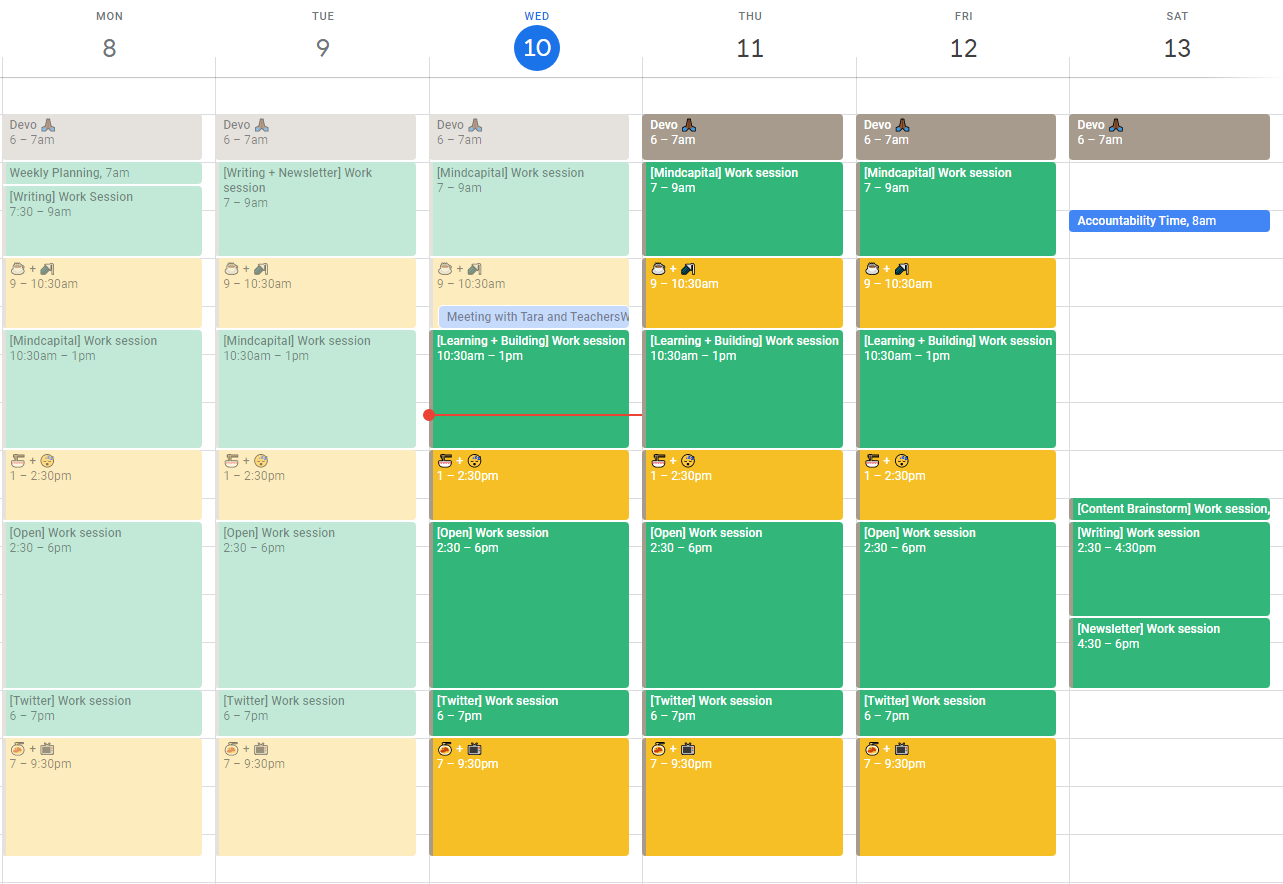 MON
8
TUE
9
WED
10
THU
11
FRI
12
SAT
13
Devo 🙏🏾
6 – 7am
Weekly Planning, 7am
[Writing] Work Session
7:30 – 9am
☕ + 🚿
9 – 10:30am
[Mindcapital] Work session
10:30am – 1pm
🍜 + 😴
1 – 2:30pm
[Open] Work session
2:30 – 6pm
[Twitter] Work session
6 – 7pm
🍛 + 📺
7 – 9:30pm
Devo 🙏🏾
6 – 7am
[Writing + Newsletter] Work
session
7 – 9am
+
9 – 10:30am
[Mindcapital] Work session
10:30am – 1pm
+ 😴
1 – 2:30pm
[Open] Work session
2:30 – 6pm
[Twitter] Work session
6 – 7pm
+ 📺
7 – 9:30pm
Devo 🙏🏾
6 – 7am
[Mindcapital] Work session
7 – 9am
+
9 – 10:30am
Meeting with Tara and TeachersW
[Learning + Building] Work session
10:30am – 1pm
+ 😴
1 – 2:30pm
[Open] Work session
2:30 – 6pm
[Twitter] Work session
6 – 7pm
+ 📺
7 – 9:30pm
Devo 🙏🏾
6 – 7am
[Mindcapital] Work session
7 – 9am
+
9 – 10:30am
[Learning + Building] Work session
10:30am – 1pm
+ 😴
1 – 2:30pm
[Open] Work session
2:30 – 6pm
[Twitter] Work session
6 – 7pm
+ 📺
7 – 9:30pm
Devo 🙏🏾
6 – 7am
[Mindcapital] Work session
7 – 9am
+
9 – 10:30am
[Learning + Building] Work session
10:30am – 1pm
+ 😴
1 – 2:30pm
[Open] Work session
2:30 – 6pm
[Twitter] Work session
6 – 7pm
+ 📺
7 – 9:30pm
Devo 🙏🏾
6 – 7am
Accountability Time, 8am
[Content Brainstorm] Work session,
[Writing] Work session
2:30 – 4:30pm
[Newsletter] Work session
4:30 – 6pm